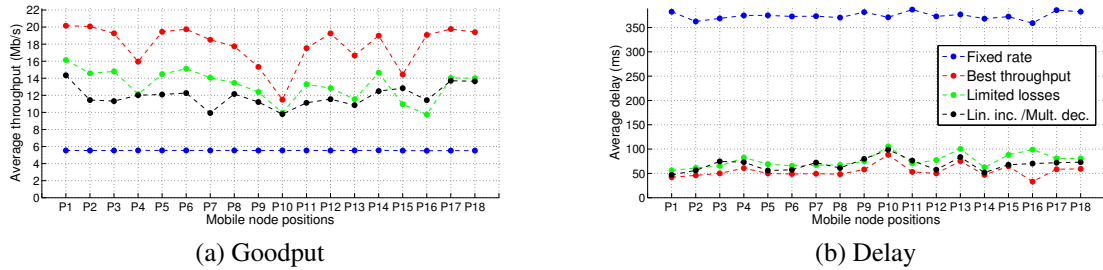 22
20
18
16
14
12
10
8
6
4
2
0
Average throughput (Mb/s)
P1 P2 P3 P4 P5 P6 P7 P8 P9 P10 P11 P12 P13 P14 P15 P16 P17 P18
Mobile node positions
(a) Goodput
350
300
250
200
150
100
50
0
Average delay (ms)
Fixed rate
Best throughput
Limited losses
Lin. inc. /Mult. dec.
P1 P2 P3 P4 P5 P6 P7 P8 P9 P10 P11 P12 P13 P14 P15 P16 P17 P18
Mobile node positions
(b) Delay